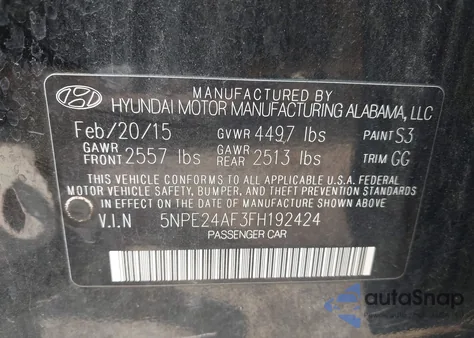 MANUFACTURED BY
HYUNDAI MOTOR MANUFACTURING ALABAMA, LLC
Feb/20/15 GVWR 4497 lbs PAINT S3
GAWR FRONT 2557 lbs GAWR REAR 2513 lbs TRIM GG
THIS VEHICLE CONFORMS TO ALL APPLICABLE U.S.A FEDERAL
MOTOR VEHICLE SAFETY, BUMPER, AND THEFT PREVENTION STANDARDS
IN EFFECT ON THE DATE OF MANUFACTURE SHOWN ABOVE.
V.I.N 5NPE24AF3FH192424
PASSENGER CAR
autoSnap